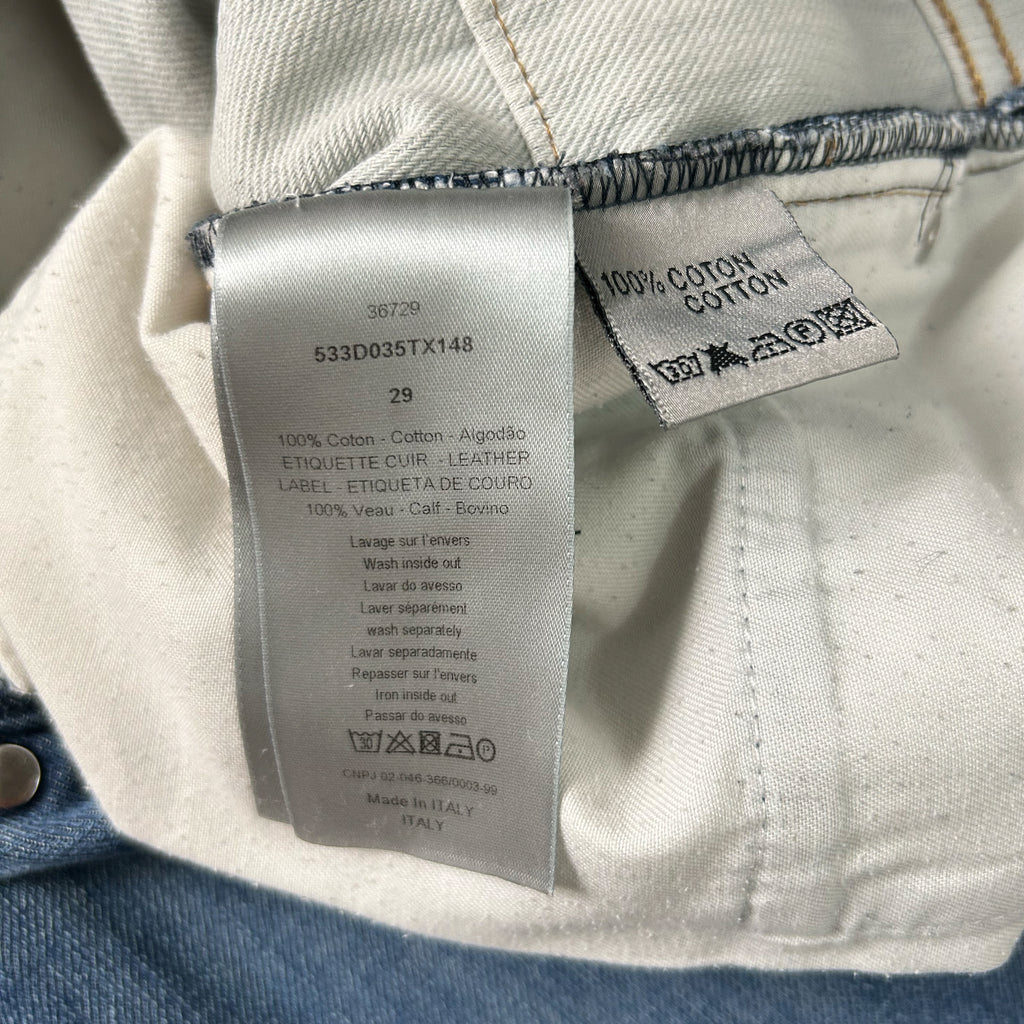 36729
533D035TX148
29
100% Coton - Cotton - Algodão
ETIQUETTE CUIR - LEATHER
LABEL - ETIQUETA DE COURO
100% Veau - Calf - Bovino
Lavage sur l'envers
Wash inside out
Lavar do avesso
Laver séparément
wash separately
Lavar separadamente
Repasser sur l'envers
Iron inside out
Passar do avesso
30 P
CNPJ 02-046-366/0003-99
Made In ITALY
ITALY
100% COTON
COTTON
30 P